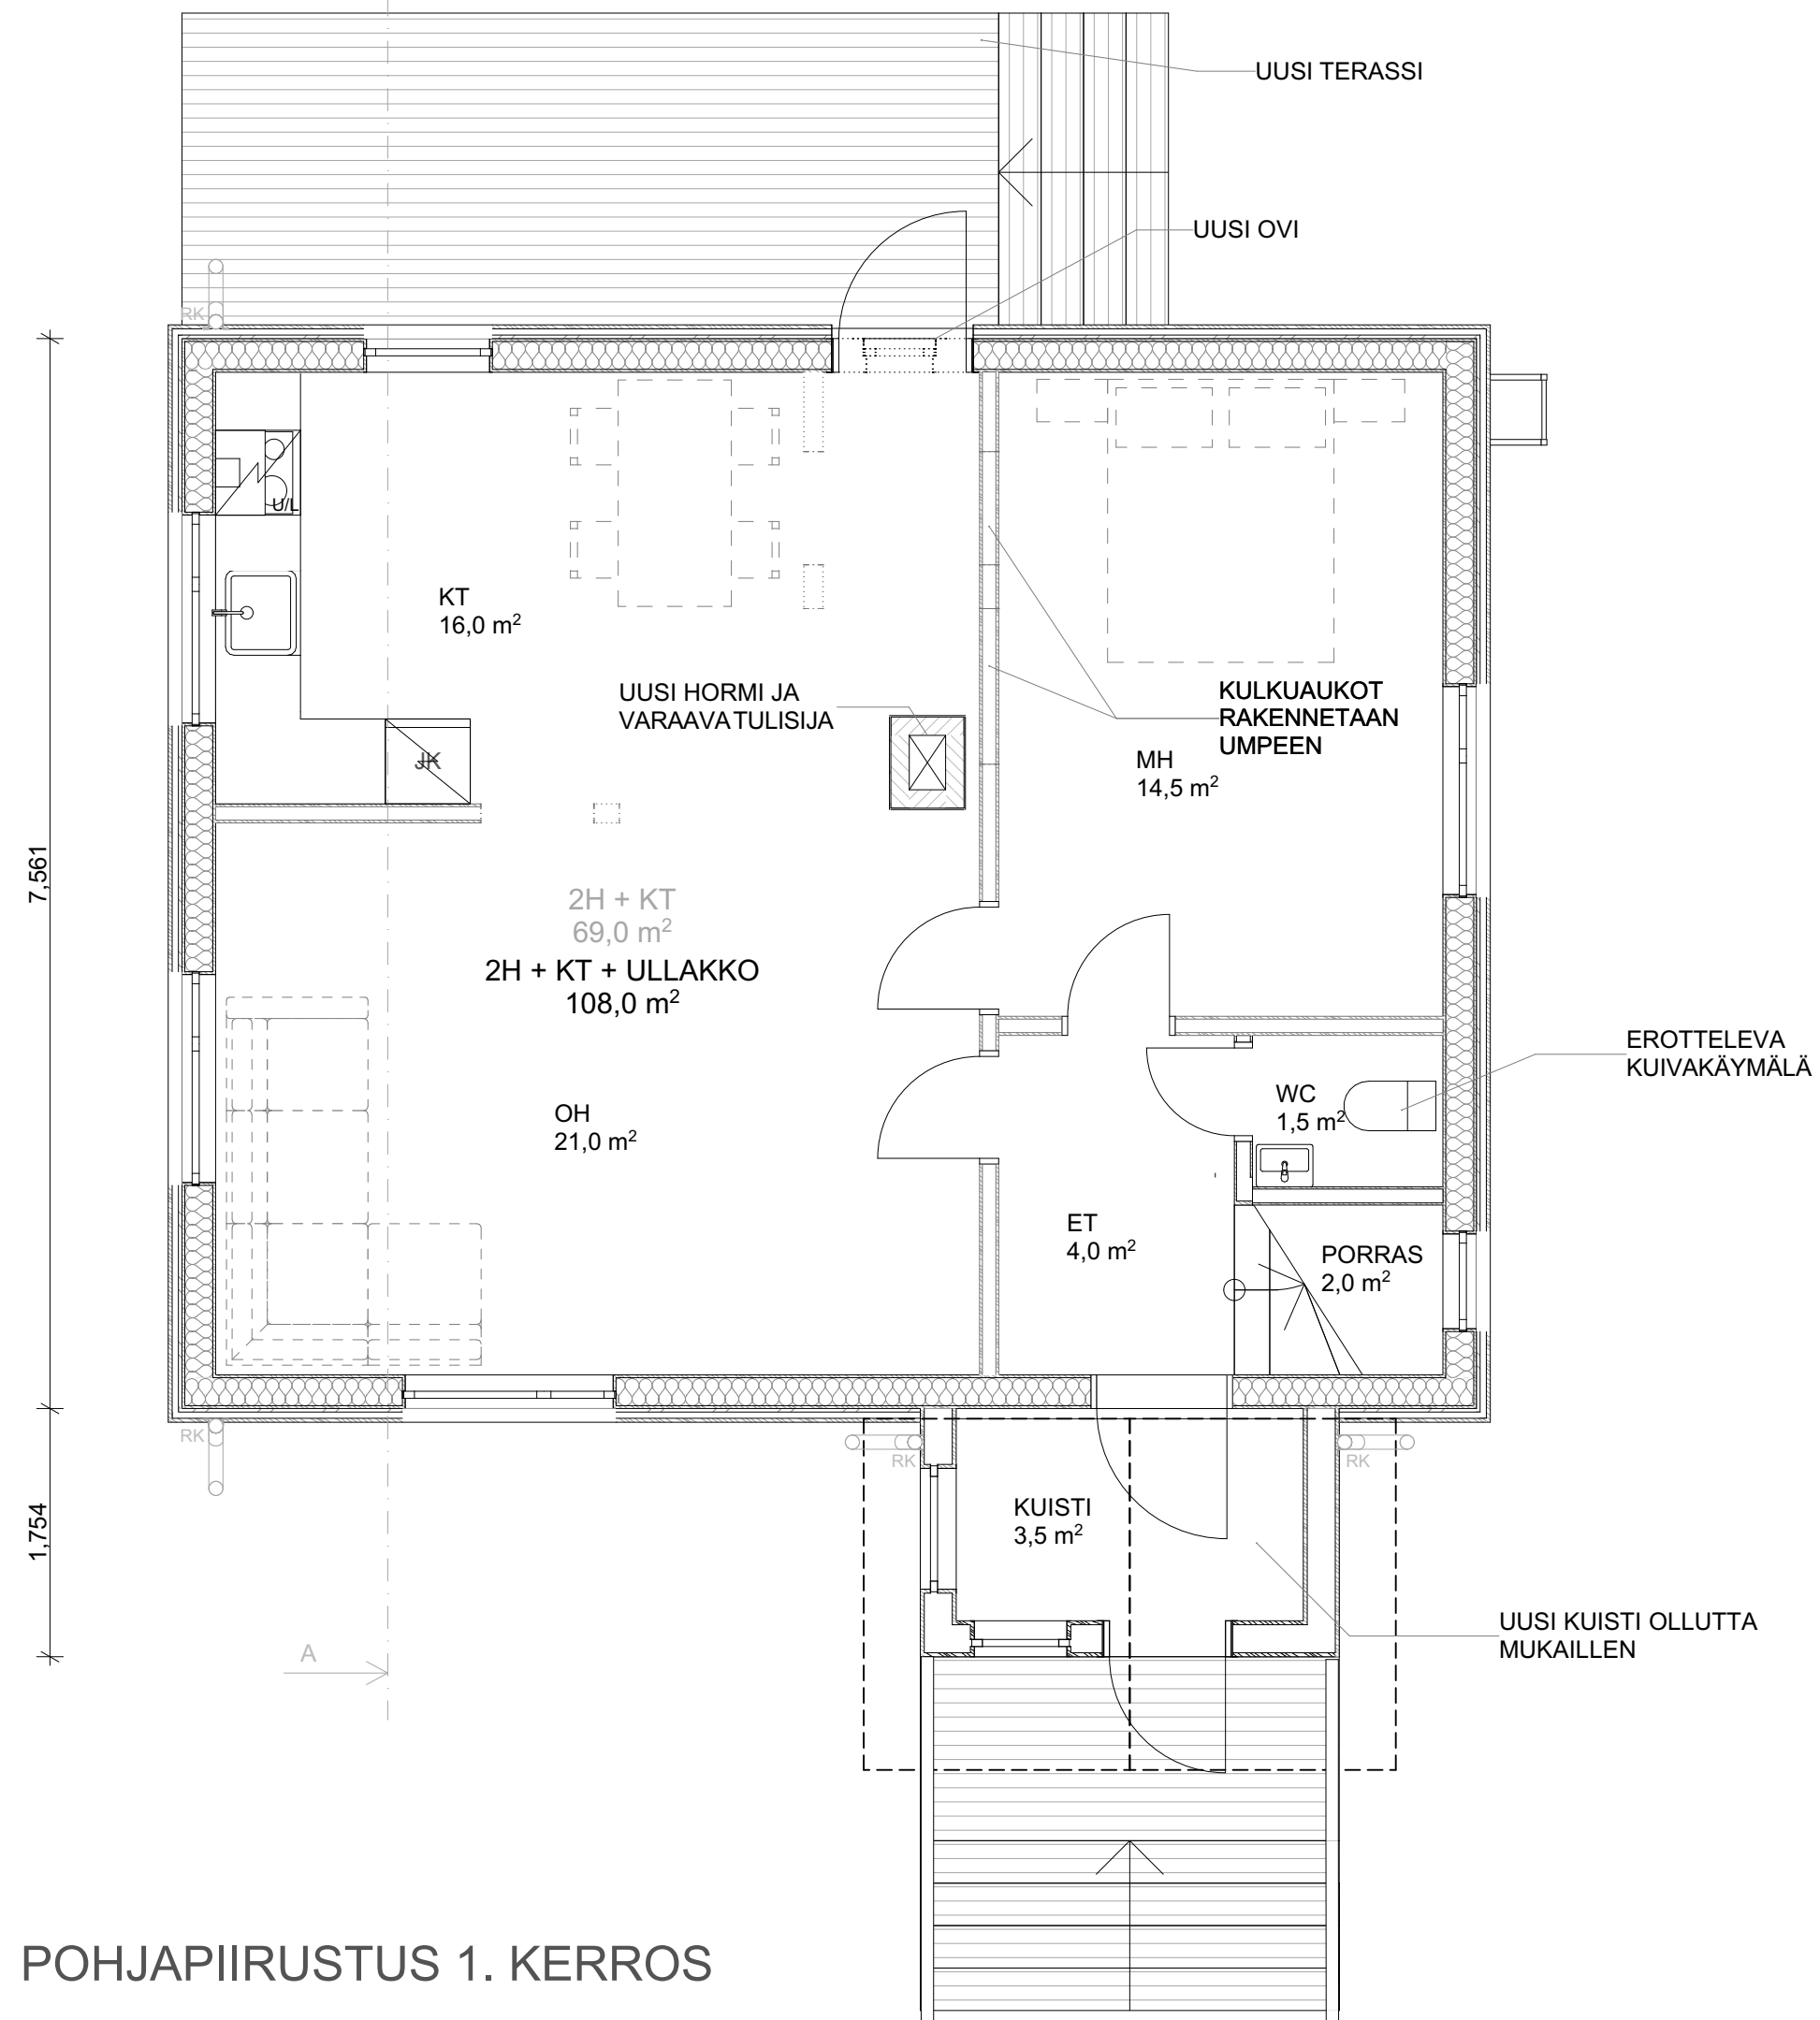 UUSI TERASSI
UUSI OVI
RK
U/L
KT
16,0 m²
UUSI HORMI JA
VARAAVA TULISIJA
KULKUAUKOT
RAKENNETAAN
UMPEEN
JK
MH
14,5 m²
7,561
2H + KT
69,0 m²
2H + KT + ULLAKKO
108,0 m²
EROTTELEVA
KUIVAKÄYMÄLÄ
WC
1,5 m²
OH
21,0 m²
ET
4,0 m²
PORRAS
2,0 m²
RK
RK
RK
1,754
KUISTI
3,5 m²
UUSI KUISTI OLLUTTA
MUKAILLEN
A
POHJAPIIRUSTUS 1. KERROS